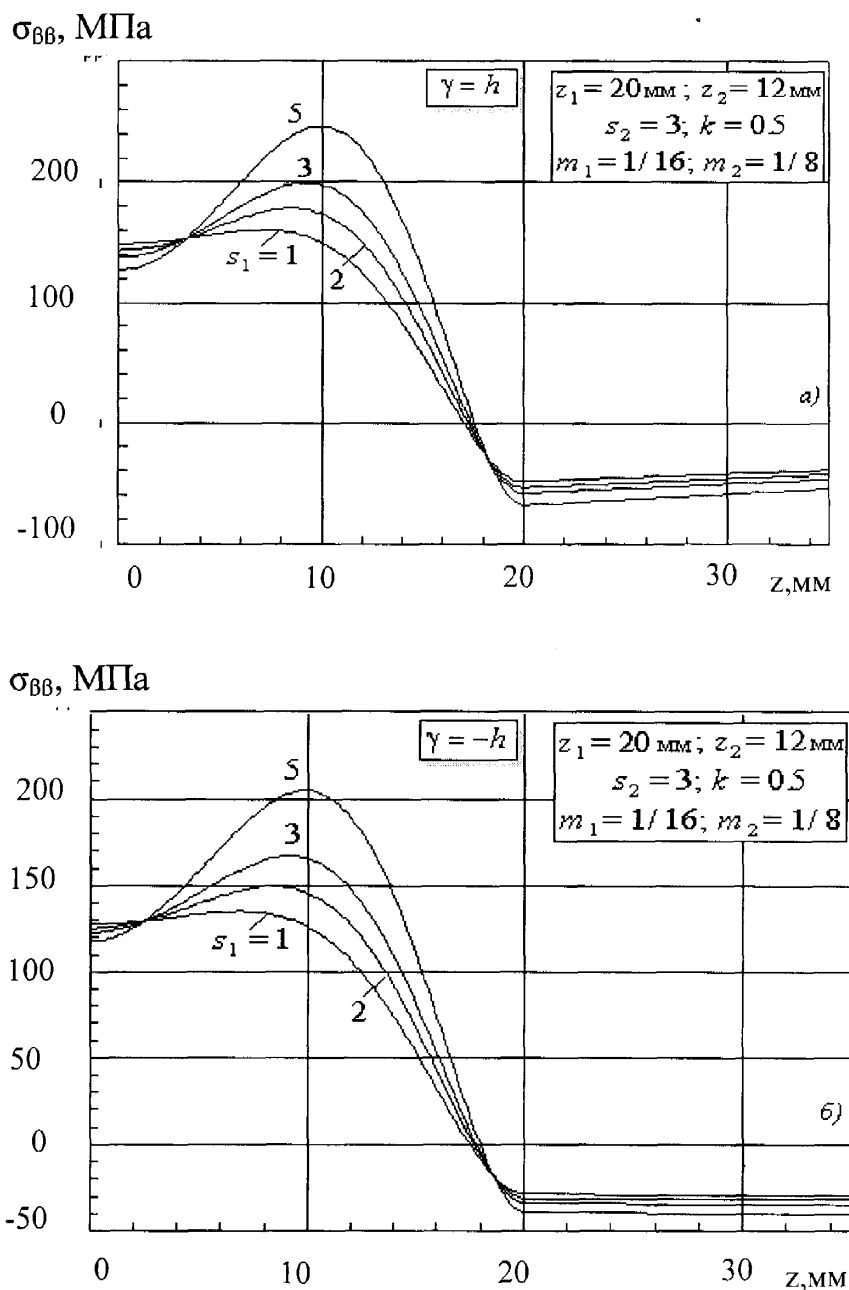 σββ, МПа
γ = h
z1 = 20 мм ; z2 = 12 мм
s2 = 3; k = 0.5
m1 = 1/16; m2 = 1/8
5
3
s1 = 1
2
200
100
0
-100
а)
0 10 20 30 z,мм
σββ, МПа
γ = −h
z1 = 20 мм ; z2 = 12 мм
s2 = 3; k = 0.5
m1 = 1/16; m2 = 1/8
5
3
s1 = 1
2
200
150
100
50
0
-50
б)
0 10 20 30 z,мм